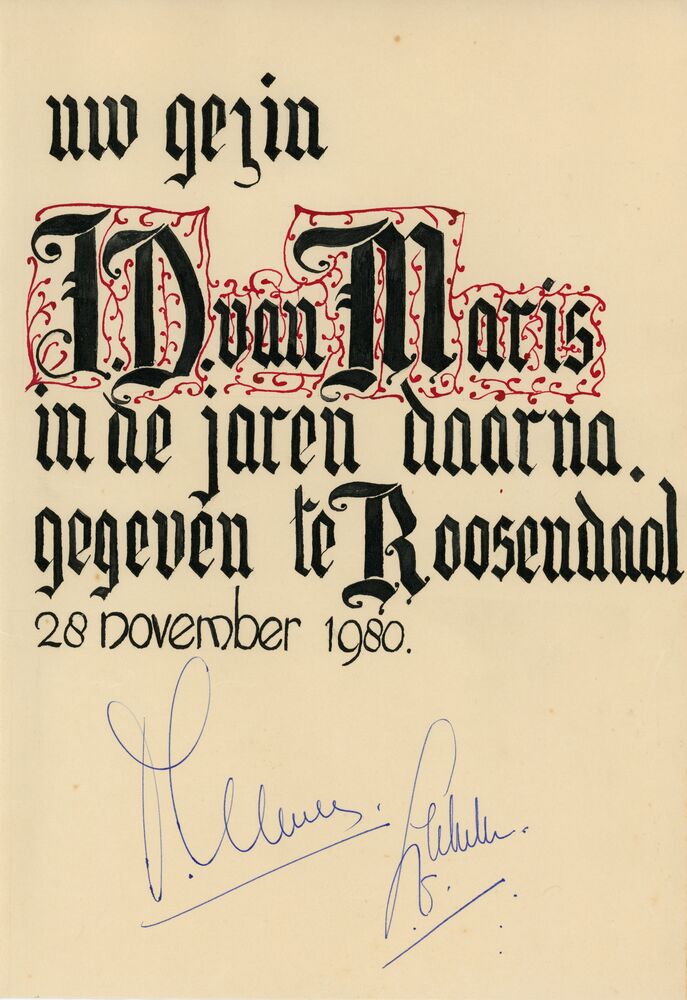 uw gezin
J.D. van Maris
in de jaren daarna.
gegeven te Roosendaal
28 november 1980.